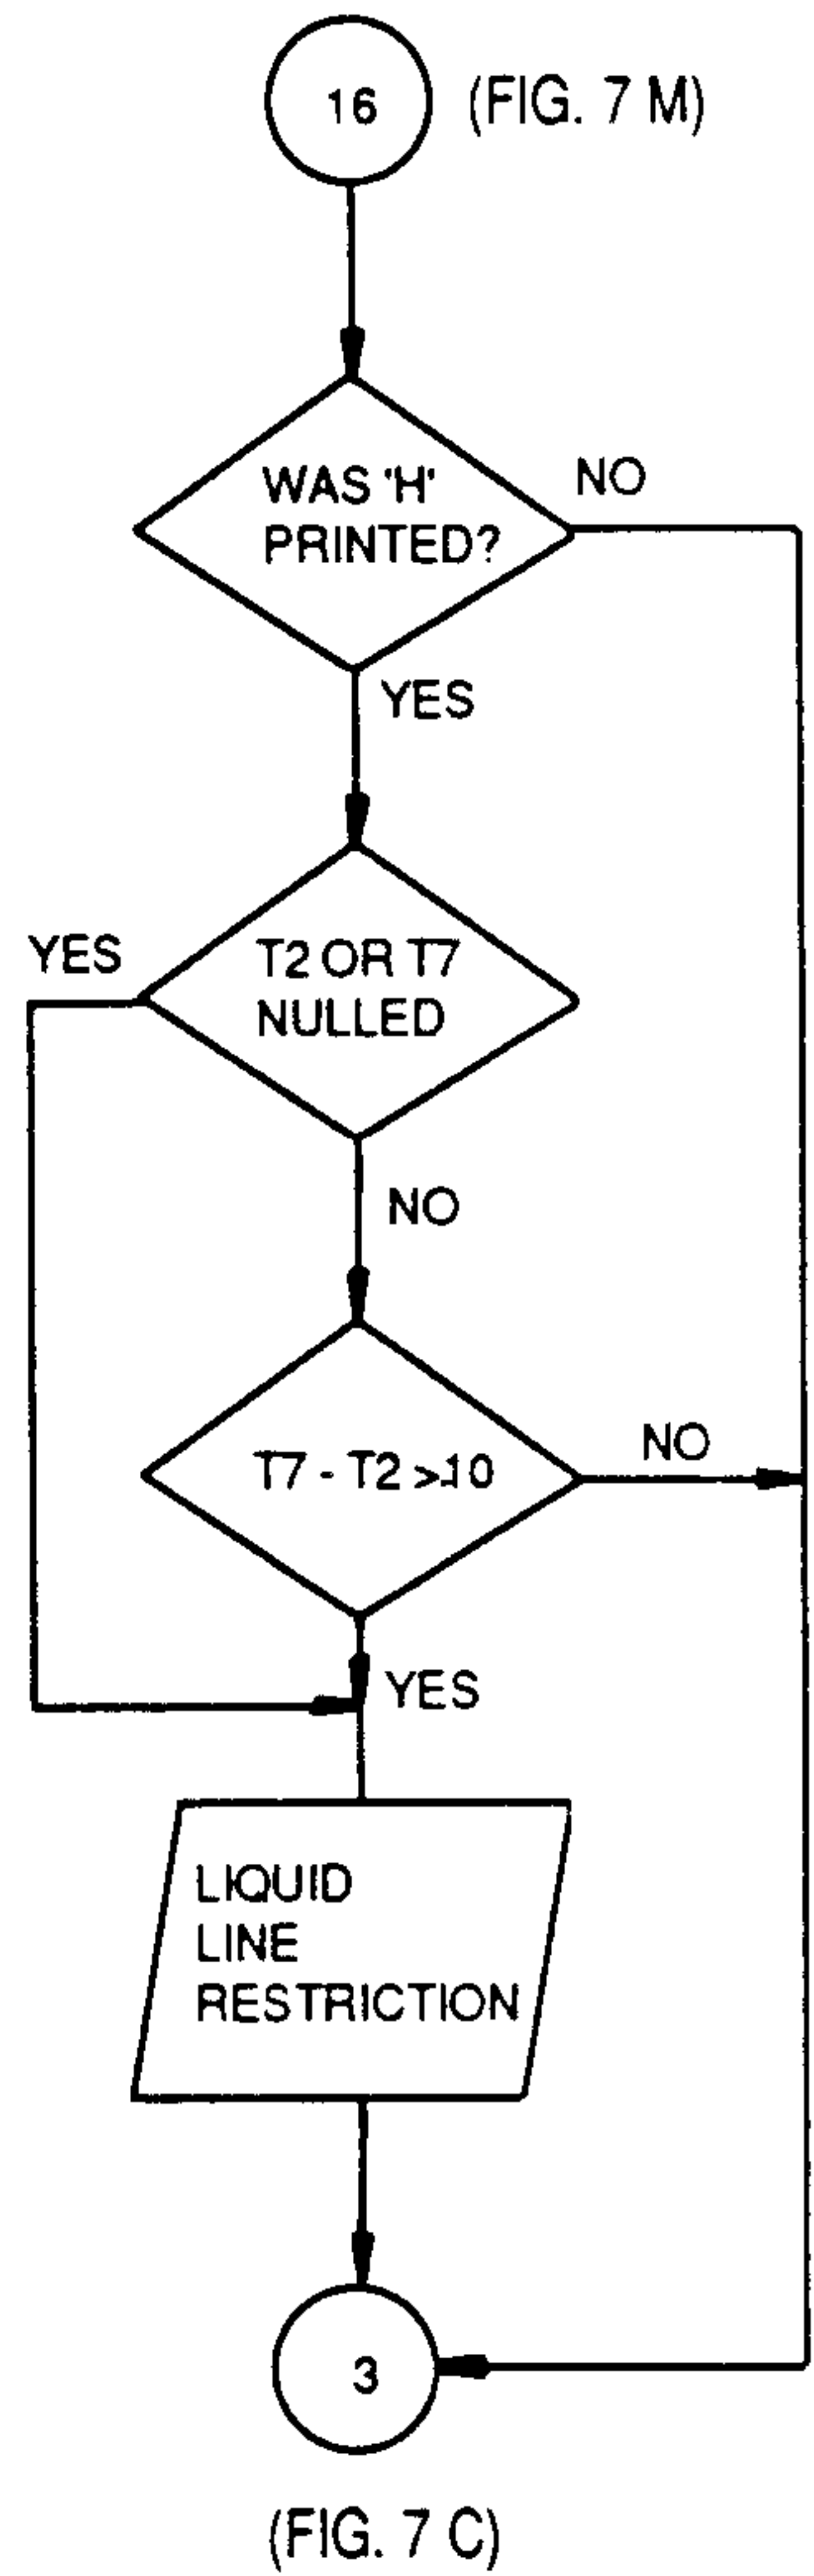 16 (FIG. 7 M)
WAS 'H'
PRINTED?
NO
YES
YES
T2 OR T7
NULLED
NO
T7 - T2 >.10
NO
YES
LIQUID
LINE
RESTRICTION
3
(FIG. 7 C)